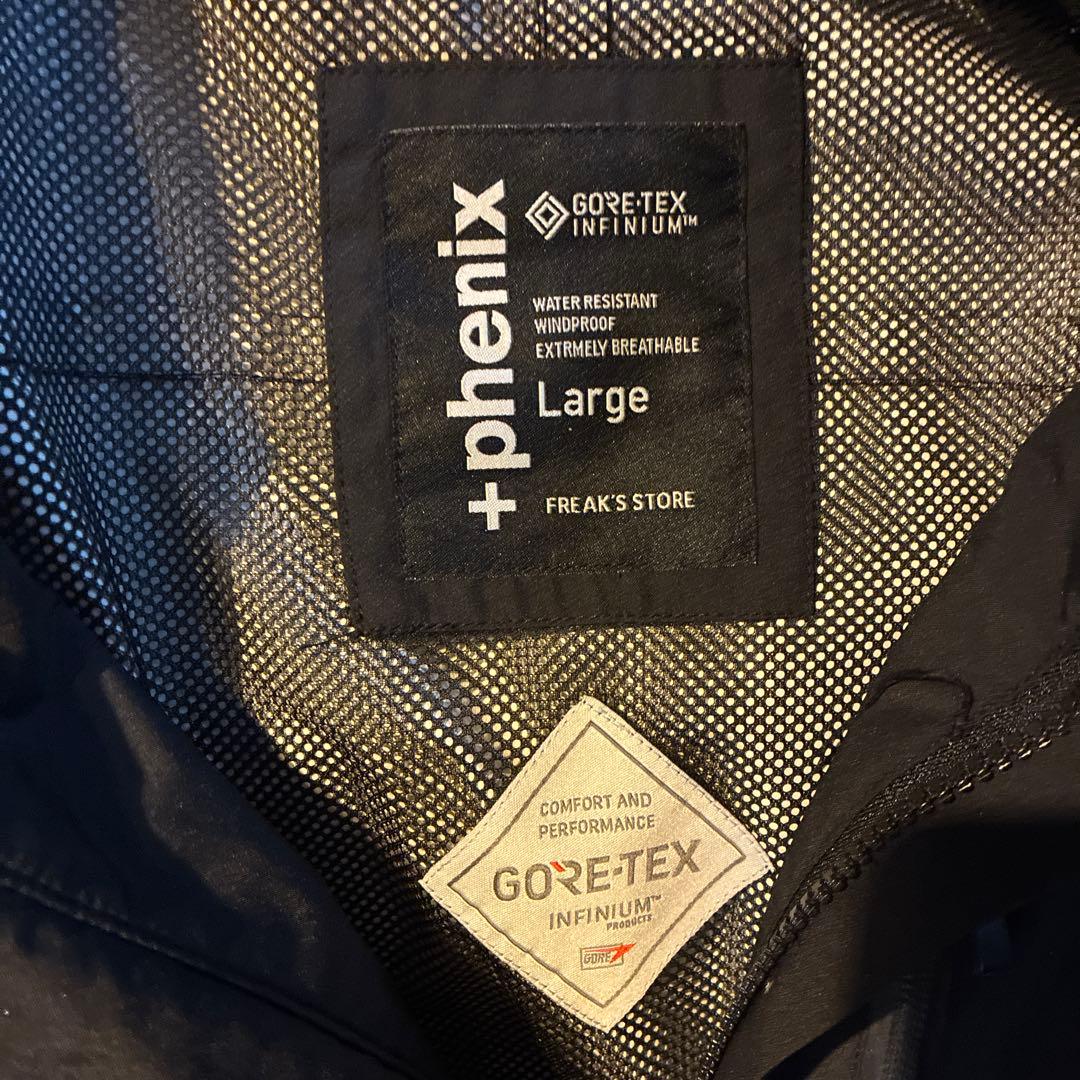 +phenix
GORE-TEX
INFINIUM™
WATER RESISTANT
WINDPROOF
EXTRMELY BREATHABLE
Large
FREAK'S STORE
COMFORT AND
PERFORMANCE
GORE-TEX
INFINIUM™
PRODUCTS
GORE